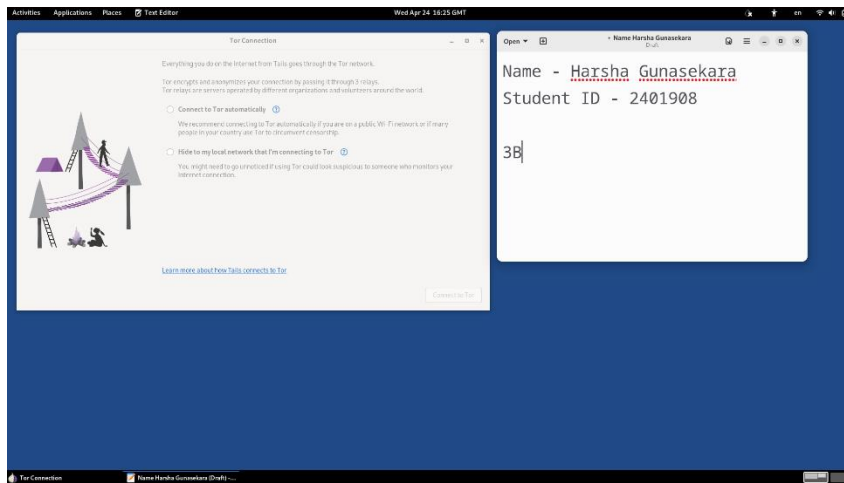 Activities Applications Places Text Editor Wed Apr 24 16:25 GMT en
Tor Connection
Everything you do on the Internet from Tails goes through the Tor network.
Tor encrypts and anonymizes your connection by passing it through 3 relays.
Tor relays are servers operated by different organizations and volunteers around the world.
Connect to Tor automatically
We recommend connecting to Tor automatically if you are on a public Wi-Fi network or if many
people in your country use Tor to circumvent censorship.
Hide to my local network that I'm connecting to Tor
You might need to go unnoticed if using Tor could look suspicious to someone who monitors your
internet connection.
Learn more about how Tails connects to Tor
Connect to Tor
Open
• Name Harsha Gunasekara
Draft
Name - Harsha Gunasekara
Student ID - 2401908
3B
Tor Connection
Name Harsha Gunasekara (Draft) -...